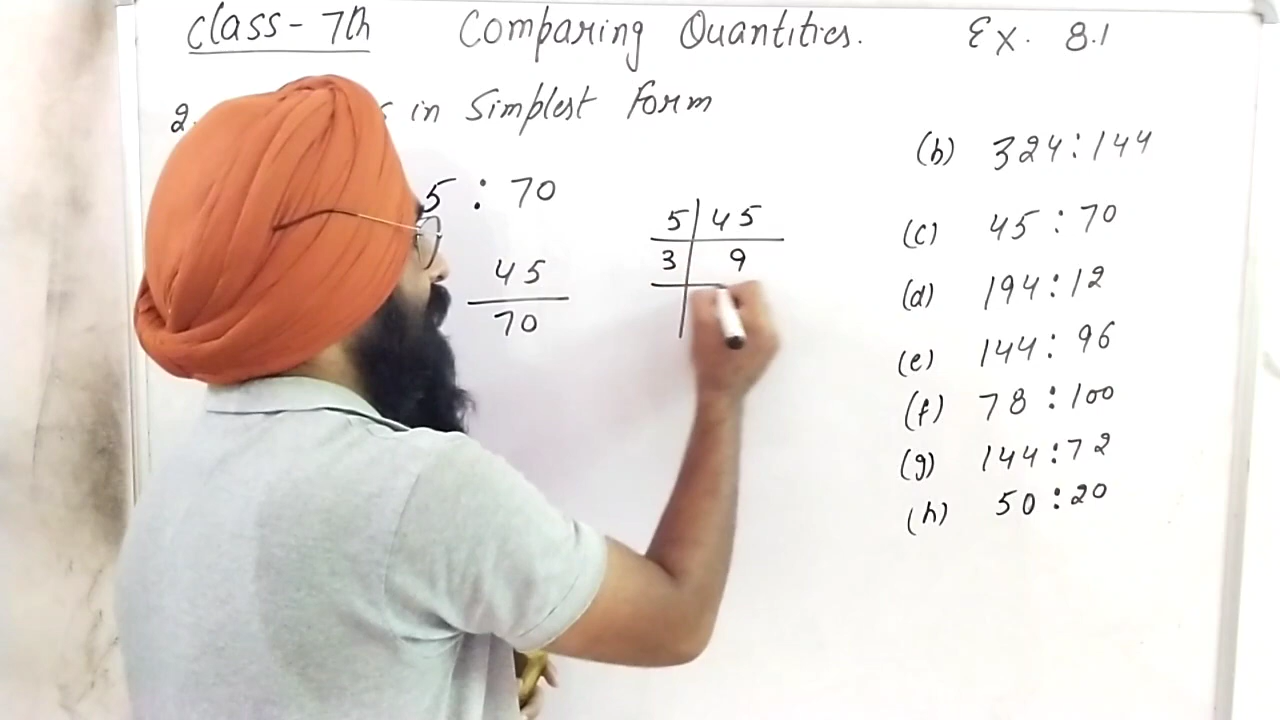 Class - 7th Comparing Quantities. Ex. 8.1
2. in Simplest form
5 : 70
45
70
5 | 45
3 | 9
(b) 324 : 144
(c) 45 : 70
(d) 194 : 12
(e) 144 : 96
(f) 78 : 100
(g) 144 : 72
(h) 50 : 20